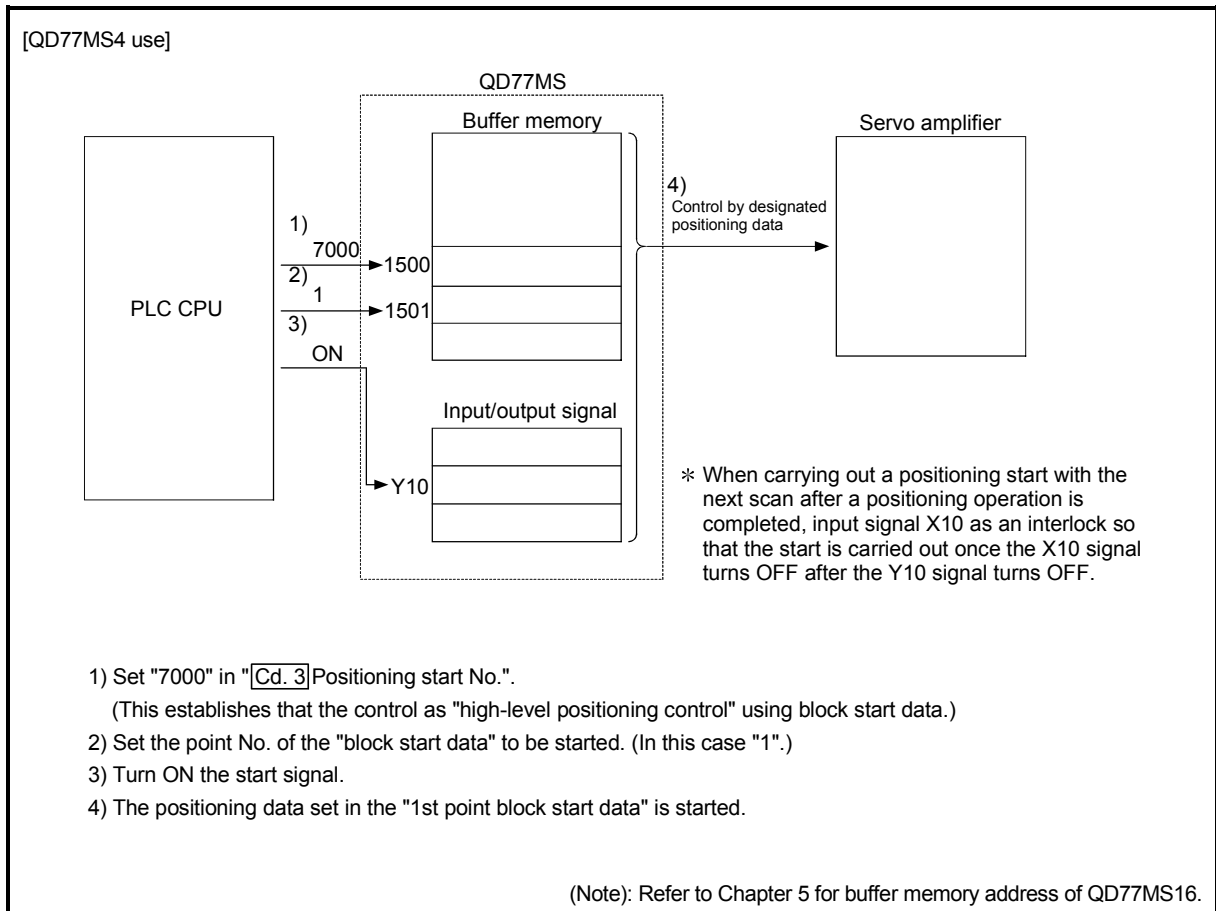 [QD77MS4 use]
QD77MS
Buffer memory
Servo amplifier
4)
Control by designated
positioning data
1)
7000
1500
2)
1
1501
PLC CPU
3)
ON
Input/output signal
Y10
* When carrying out a positioning start with the
next scan after a positioning operation is
completed, input signal X10 as an interlock so
that the start is carried out once the X10 signal
turns OFF after the Y10 signal turns OFF.
1) Set "7000" in "Cd. 3 Positioning start No.".
(This establishes that the control as "high-level positioning control" using block start data.)
2) Set the point No. of the "block start data" to be started. (In this case "1".)
3) Turn ON the start signal.
4) The positioning data set in the "1st point block start data" is started.
(Note): Refer to Chapter 5 for buffer memory address of QD77MS16.